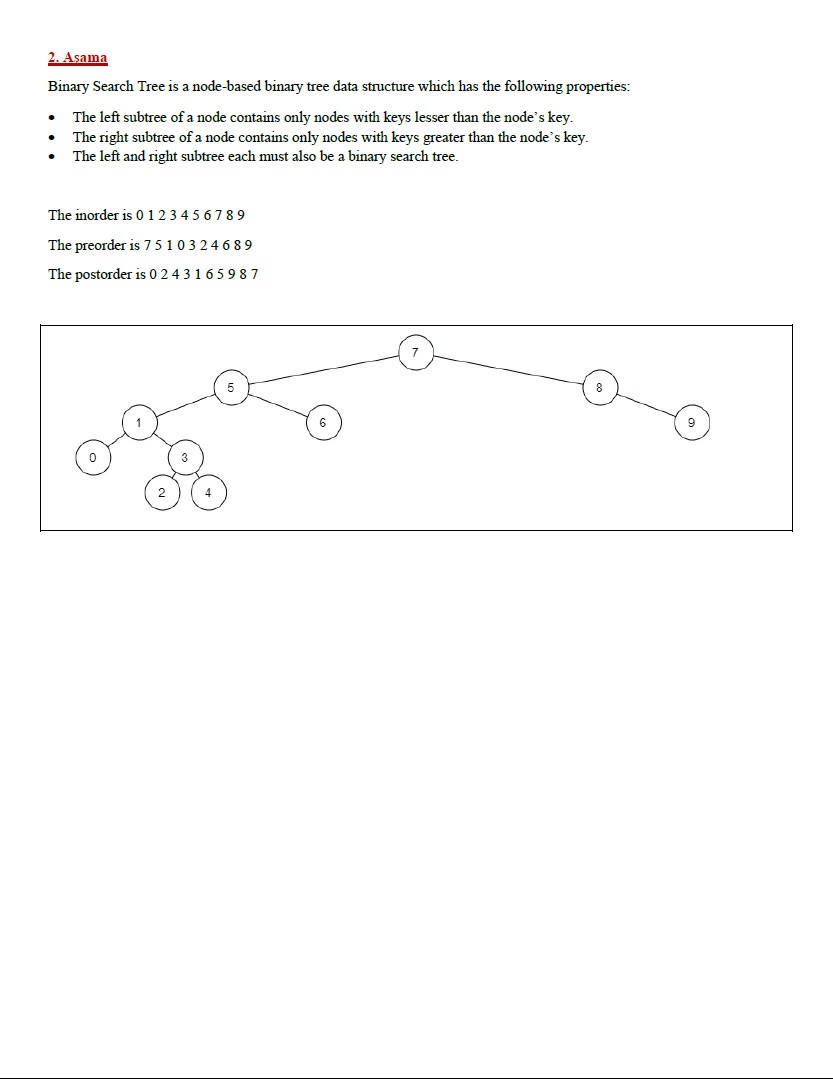 2. Aşama
Binary Search Tree is a node-based binary tree data structure which has the following properties:
• The left subtree of a node contains only nodes with keys lesser than the node’s key.
• The right subtree of a node contains only nodes with keys greater than the node’s key.
• The left and right subtree each must also be a binary search tree.
The inorder is 0 1 2 3 4 5 6 7 8 9
The preorder is 7 5 1 0 3 2 4 6 8 9
The postorder is 0 2 4 3 1 6 5 9 8 7
7
5 8
1 6 9
0 3
2 4